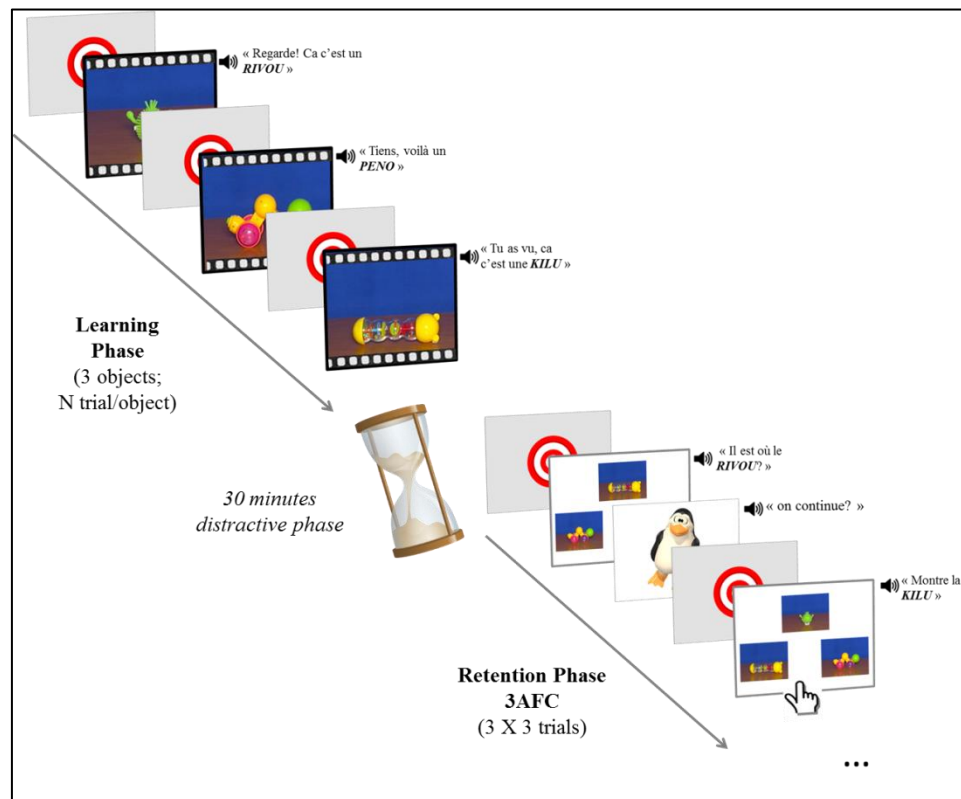 « Regarde! Ca c’est un
RIVOU »
« Tiens, voilà un
PENO »
« Tu as vu, ca
c’est une KILU »
Learning
Phase
(3 objects;
N trial/object)
30 minutes
distractive phase
« Il est où le
RIVOU? »
« on continue? »
« Montre la
KILU »
Retention Phase
3AFC
(3 X 3 trials)
...